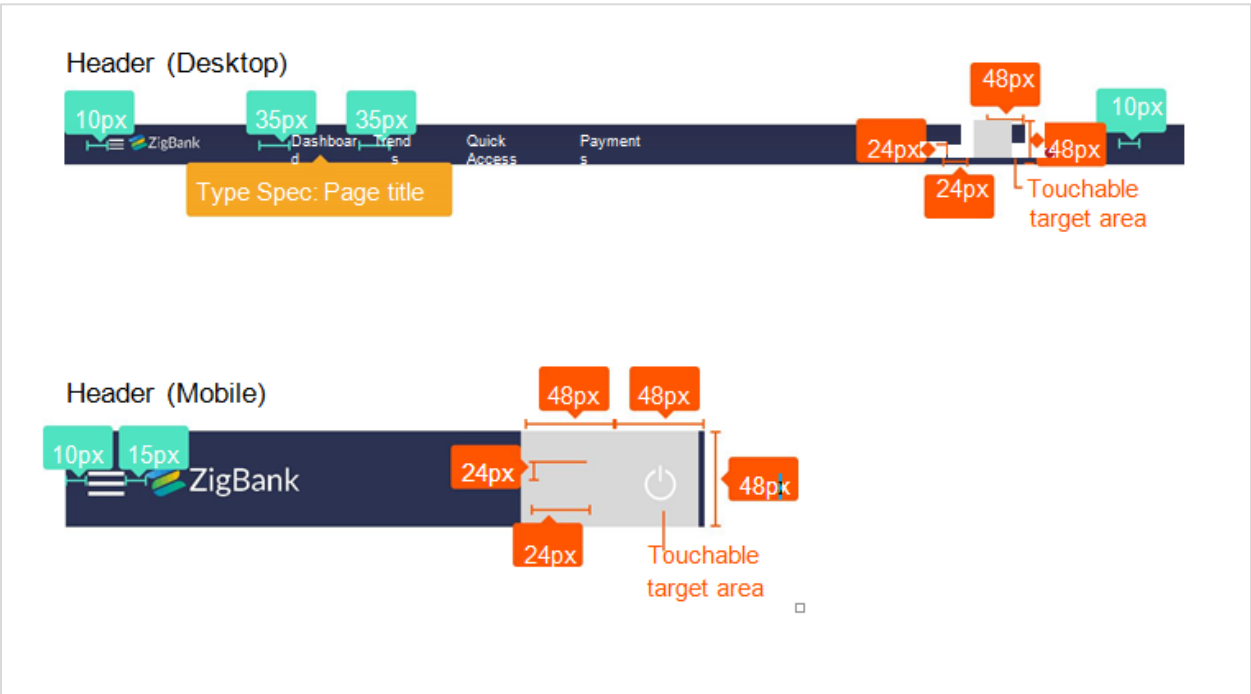 Header (Desktop)
48px
10px
35px
35px
10px
ZigBank
Dashboar
d
Trend
s
Quick
Access
Payment
s
24px
48px
Type Spec: Page title
24px
Touchable
target area
Header (Mobile)
48px
48px
10px
15px
ZigBank
24px
48px
24px
Touchable
target area